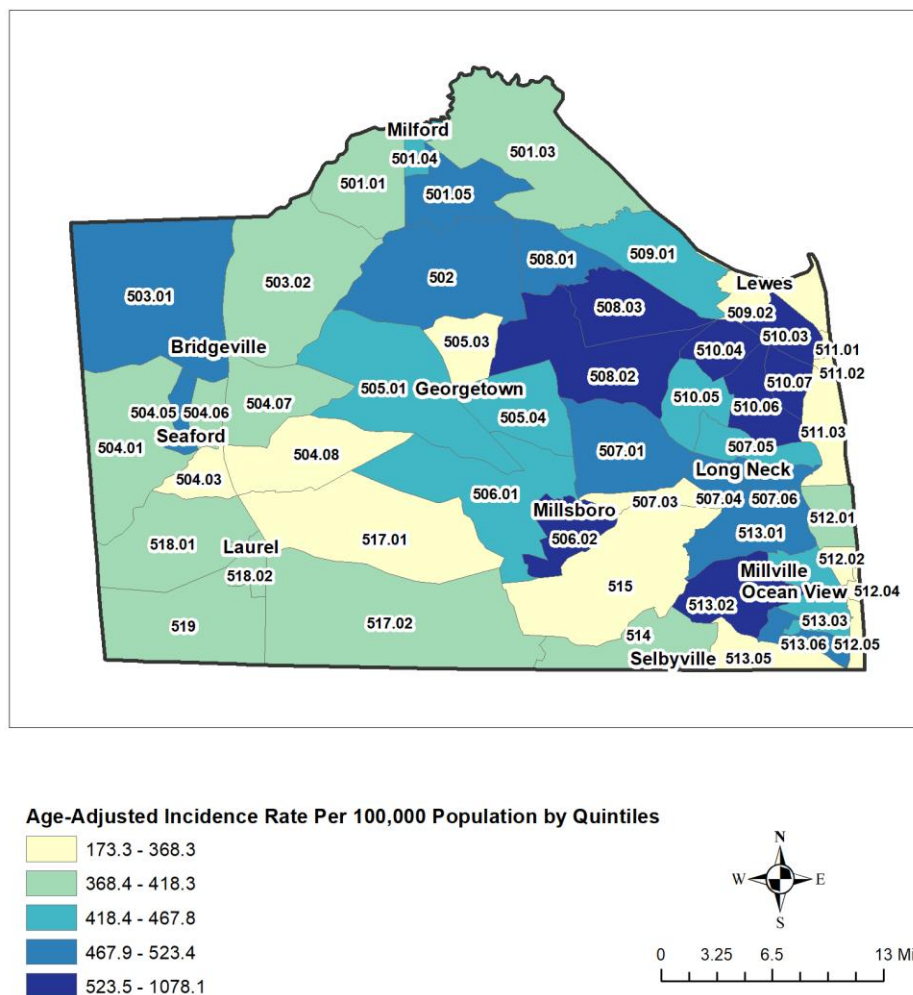 Milford
501.04
501.03
501.01
501.05
509.01
508.01
502
503.02
503.01
Lewes
508.03
509.02
505.03
510.03
Bridgeville
510.04
511.01
511.02
508.02
510.07
505.01
Georgetown
510.05
504.07
510.06
504.05
504.06
505.04
Seaford
511.03
504.01
507.05
504.08
507.01
Long Neck
504.03
506.01
507.03
507.04
507.06
Millsboro
512.01
513.01
506.02
517.01
518.01
Laurel
512.02
Millville
518.02
515
Ocean View
512.04
513.02
519
517.02
513.03
514
513.06
512.05
Selbyville
513.05
Age-Adjusted Incidence Rate Per 100,000 Population by Quintiles
173.3 - 368.3
368.4 - 418.3
418.4 - 467.8
467.9 - 523.4
523.5 - 1078.1
N
W
E
S
0 3.25 6.5 13 Mi